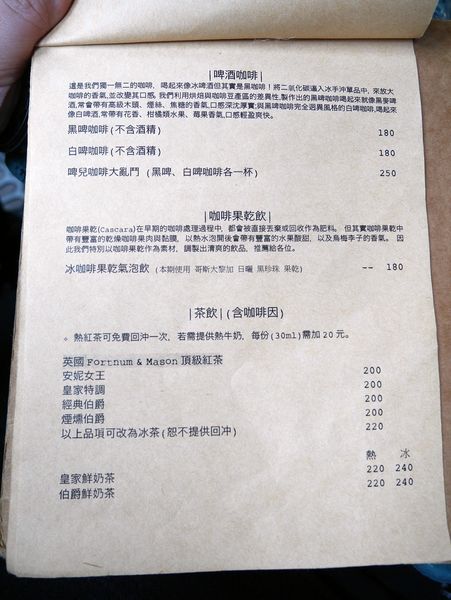 |啤酒咖啡|
這是我們獨一無二的咖啡，喝起來像冰啤酒但其實是黑咖啡！將二氧化碳逼入冰手沖單品中，來放大
咖啡的香氣，並改變其口感。我們利用烘焙與咖啡豆產區的差異性，製作出的黑啤咖啡喝起來就像黑麥啤
酒，常會帶有高級木頭、煙絲、焦糖的香氣，口感深沈厚實；與黑啤咖啡完全迥異風格的白啤咖啡，喝起來
像白啤酒，常帶有花香、柑橘類水果、莓果香氣，口感輕盈爽快。
黑啤咖啡(不含酒精) 180
白啤咖啡(不含酒精) 180
啤兒咖啡大亂鬥 (黑啤、白啤咖啡各一杯) 250
|咖啡果乾飲|
咖啡果乾(Cascara)在早期的咖啡處理過程中，都會被直接丟棄或回收作為肥料。 但其實咖啡果乾中
帶有豐富的乾燥咖啡果肉與黏膜，以熱水泡開後會帶有豐富的水果酸甜，以及烏梅李子的香氣。 因
此我們特別以咖啡果乾作為素材，調製出清爽的飲品，推薦給各位。
冰咖啡果乾氣泡飲 (本期使用 哥斯大黎加 日曬 黑珍珠 果乾) -- 180
|茶飲|(含咖啡因)
。熱紅茶可免費回沖一次，若需提供熱牛奶，每份(30ml)需加 20 元。
英國 Fortnum & Mason 頂級紅茶
安妮女王 200
皇家特調 200
經典伯爵 200
煙燻伯爵 220
以上品項可改為冰茶(恕不提供回沖)
熱 冰
皇家鮮奶茶 220 240
伯爵鮮奶茶 220 240